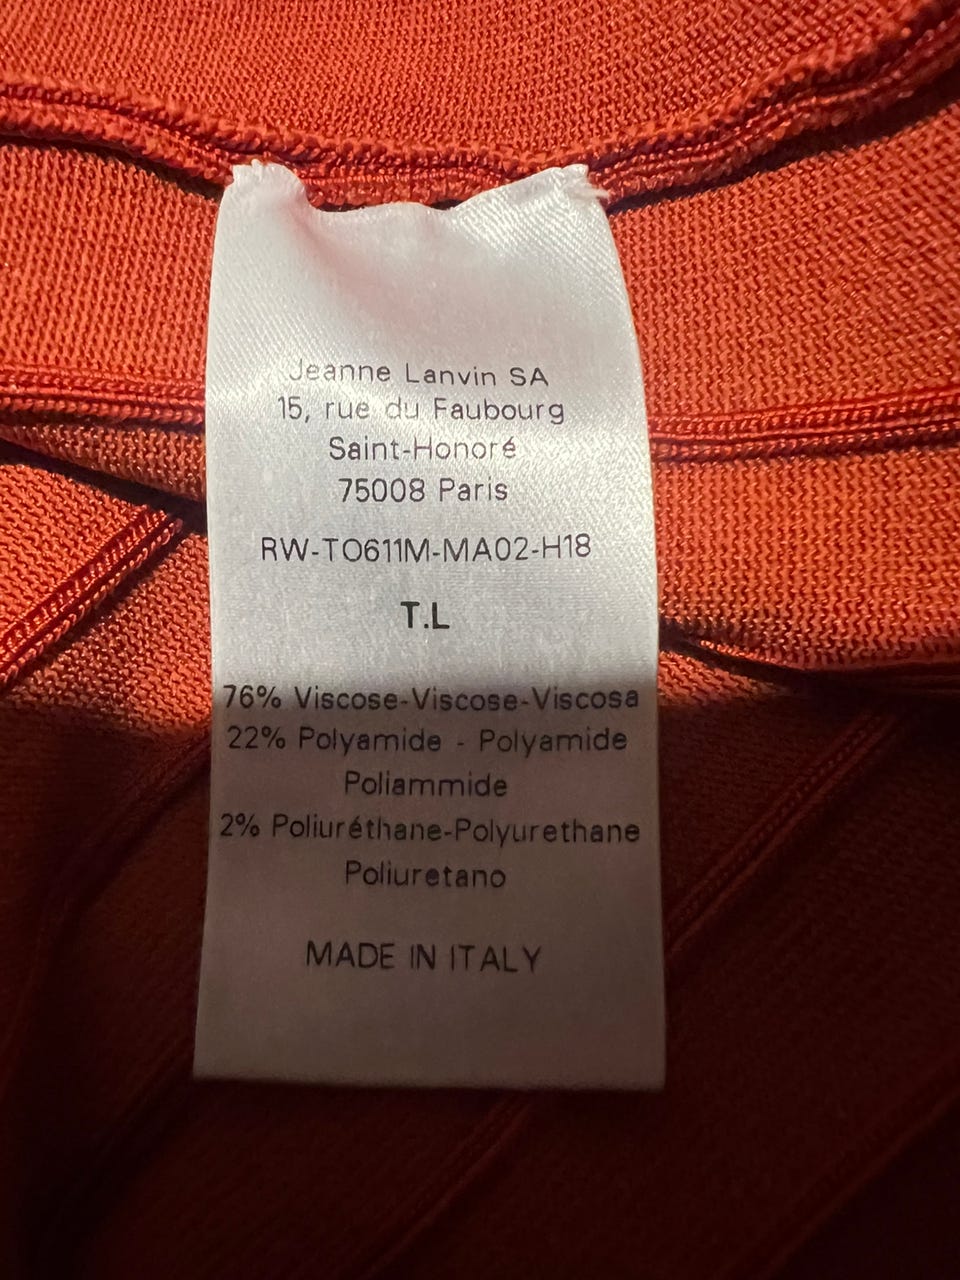 Jeanne Lanvin SA
15, rue du Faubourg
Saint-Honoré
75008 Paris
RW-TO611M-MA02-H18
T.L
76% Viscose-Viscose-Viscosa
22% Polyamide - Polyamide
Poliammide
2% Poliuréthane-Polyurethane
Poliuretano
MADE IN ITALY